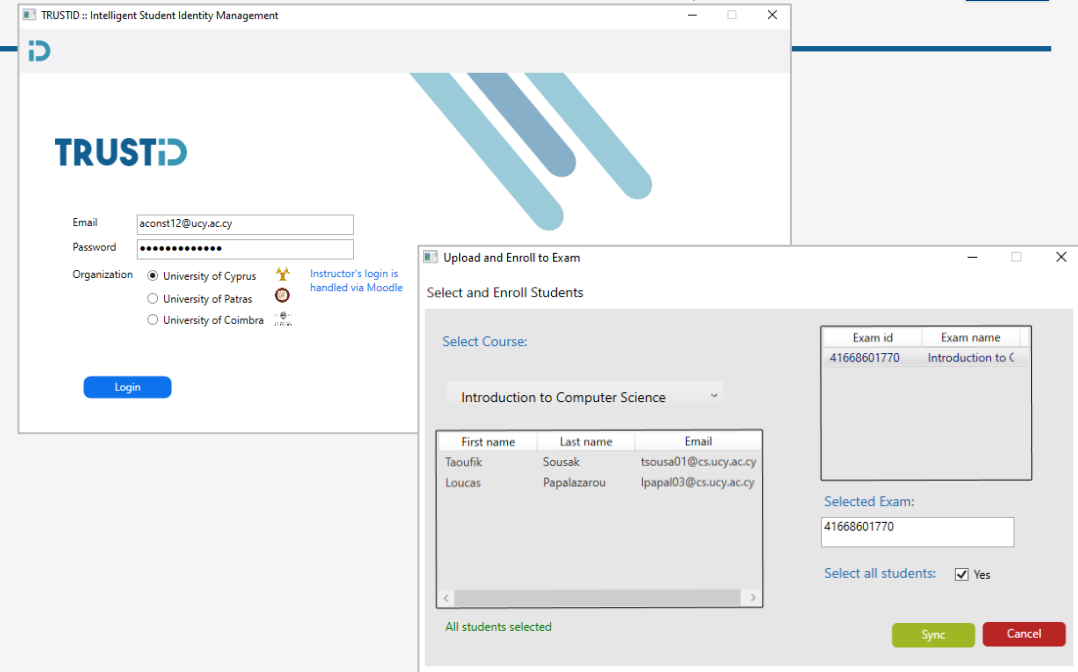 TRUSTID :: Intelligent Student Identity Management
iD
TRUSTiD
Email aconst12@ucy.ac.cy
Password •••••••••••••
Organization University of Cyprus
University of Patras
University of Coimbra
Instructor's login is
handled via Moodle
Login
Upload and Enroll to Exam
Select and Enroll Students
Select Course:
Introduction to Computer Science
First name Last name Email
Taoufik Sousak tsousa01@cs.ucy.ac.cy
Loucas Papalazarou lpapal03@cs.ucy.ac.cy
All students selected
Exam id Exam name
41668601770 Introduction to C
Selected Exam:
41668601770
Select all students: Yes
Sync Cancel